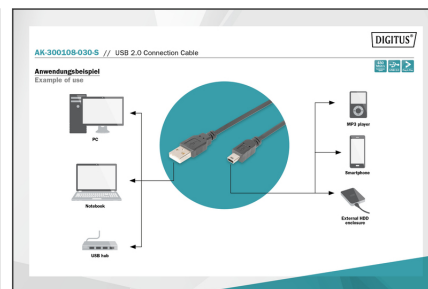 DIGITUS®
AK-300108-030-S // USB 2.0 Connection Cable
Anwendungsbeispiel
Example of use
PC
MP3 player
Smartphone
Notebook
External HDD
enclosure
USB hub